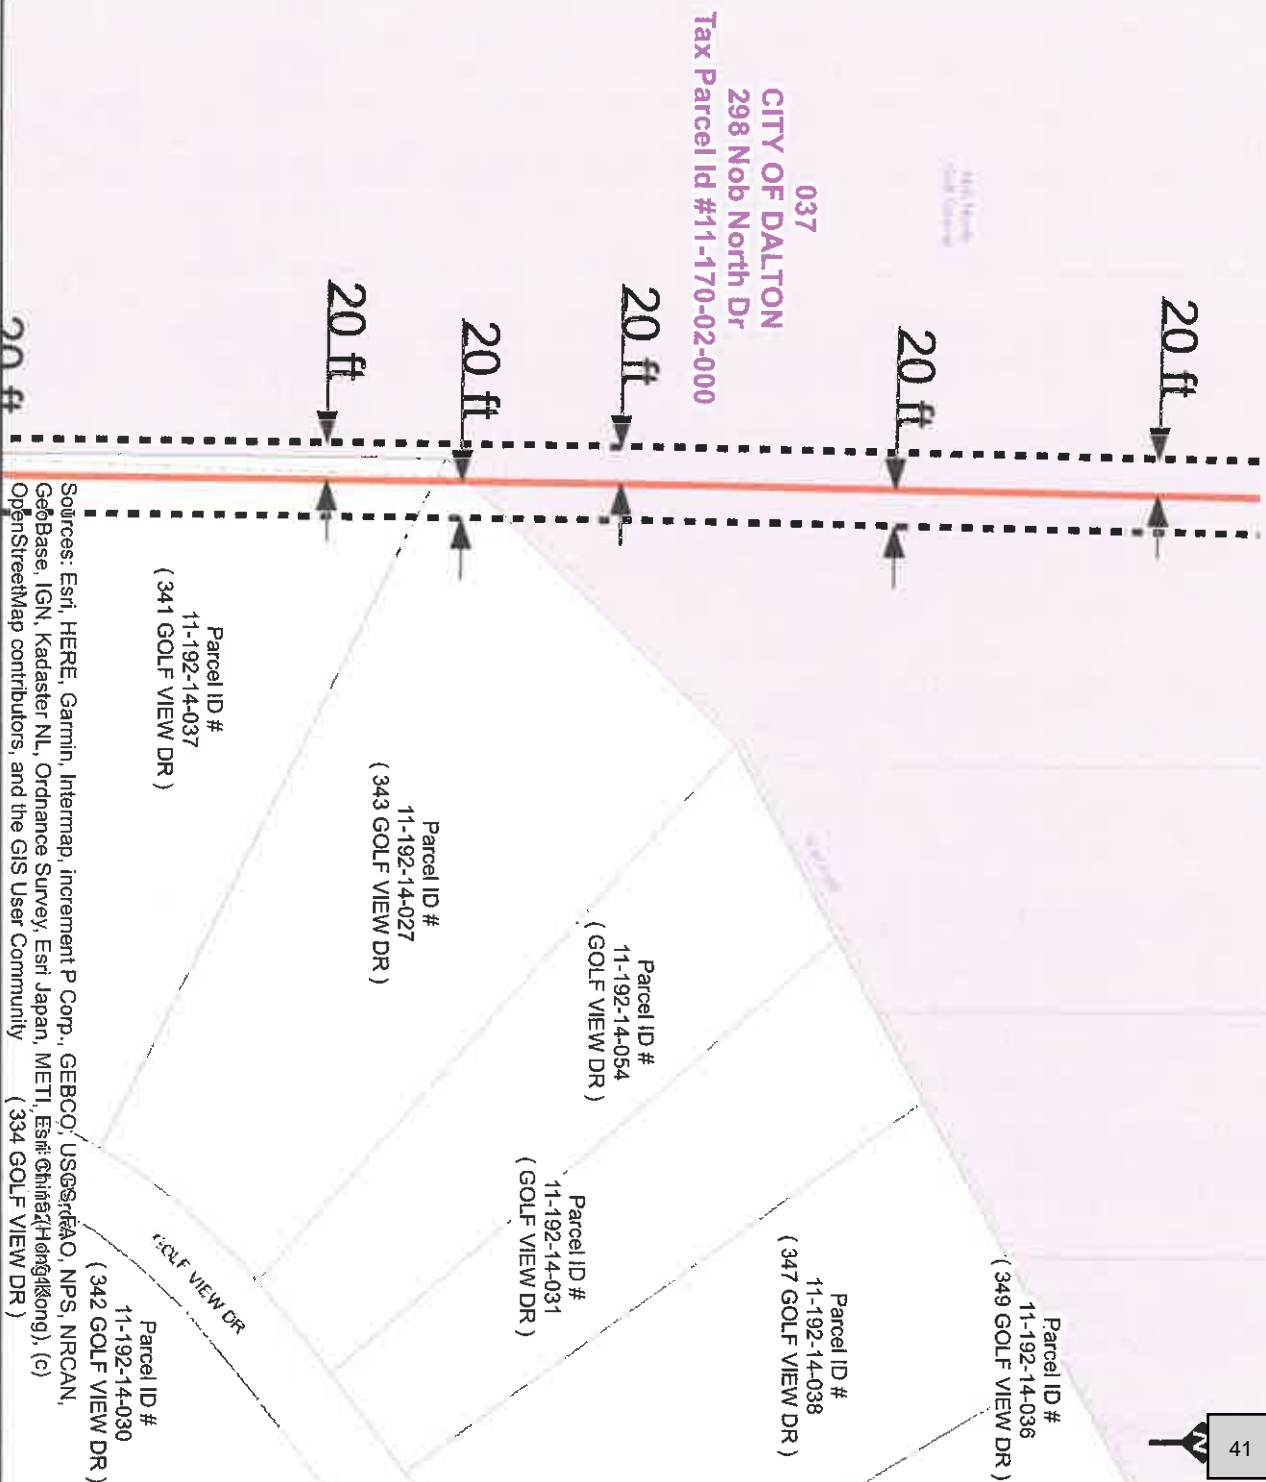 41
N
037
CITY OF DALTON
298 Nob North Dr
Tax Parcel Id #11-170-02-000
20 ft
20 ft
20 ft
20 ft
20 ft
20 ft
Parcel ID #
11-192-14-036
( 349 GOLF VIEW DR )
Parcel ID #
11-192-14-038
( 347 GOLF VIEW DR )
Parcel ID #
11-192-14-054
( GOLF VIEW DR )
Parcel ID #
11-192-14-031
( GOLF VIEW DR )
Parcel ID #
11-192-14-027
( 343 GOLF VIEW DR )
Parcel ID #
11-192-14-037
( 341 GOLF VIEW DR )
GOLF VIEW DR
Parcel ID #
11-192-14-030
( 342 GOLF VIEW DR )
( 334 GOLF VIEW DR )
Sources: Esri, HERE, Garmin, Intermap, increment P Corp., GEBCO, USGS, FAO, NPS, NRCAN,
GeoBase, IGN, Kadaster NL, Ordnance Survey, Esri Japan, METI, Esri China (Hong Kong), (c)
OpenStreetMap contributors, and the GIS User Community